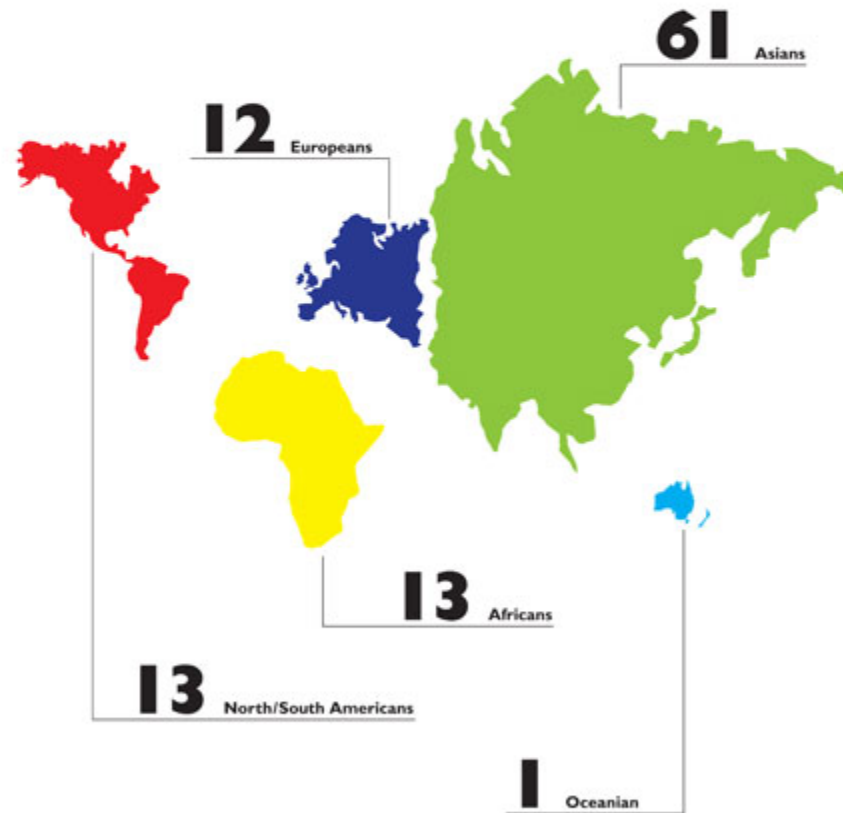 61 Asians
12 Europeans
13 Africans
13 North/South Americans
1 Oceanian